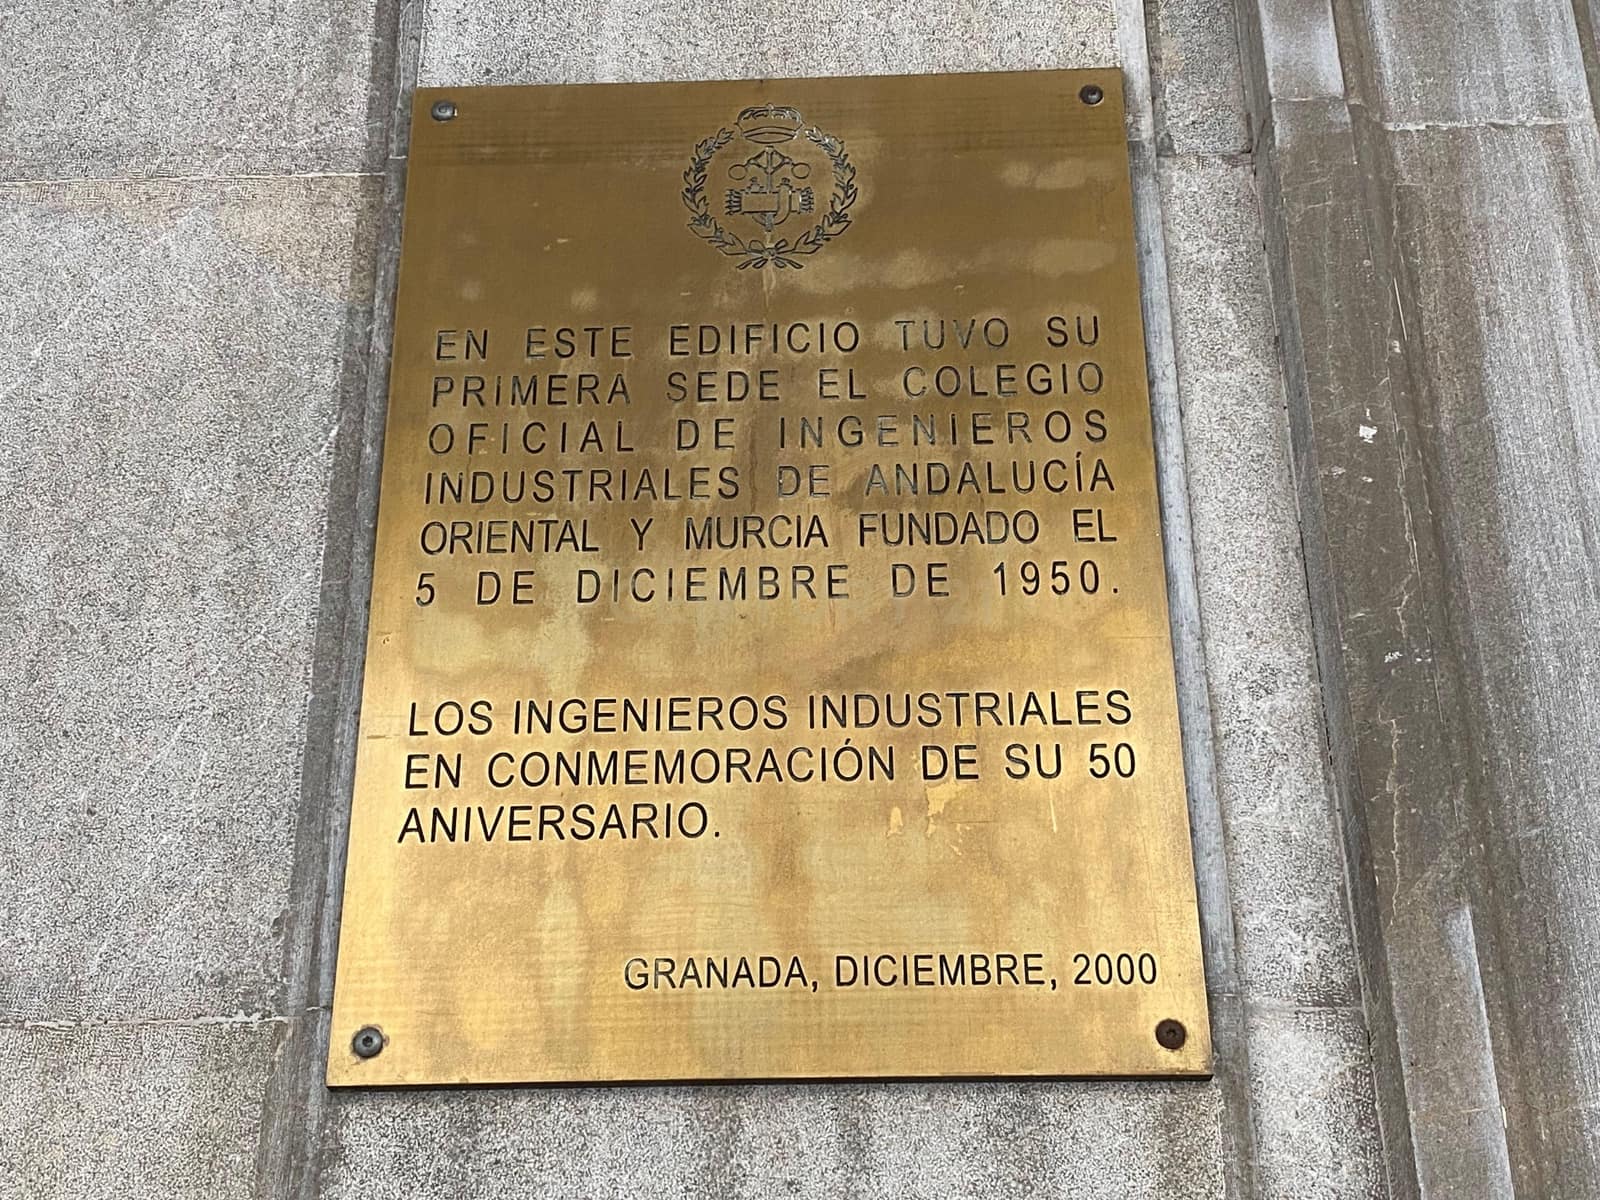 EN ESTE EDIFICIO TUVO SU
PRIMERA SEDE EL COLEGIO
OFICIAL DE INGENIEROS
INDUSTRIALES DE ANDALUCÍA
ORIENTAL Y MURCIA FUNDADO EL
5 DE DICIEMBRE DE 1950.
LOS INGENIEROS INDUSTRIALES
EN CONMEMORACIÓN DE SU 50
ANIVERSARIO.
GRANADA, DICIEMBRE, 2000